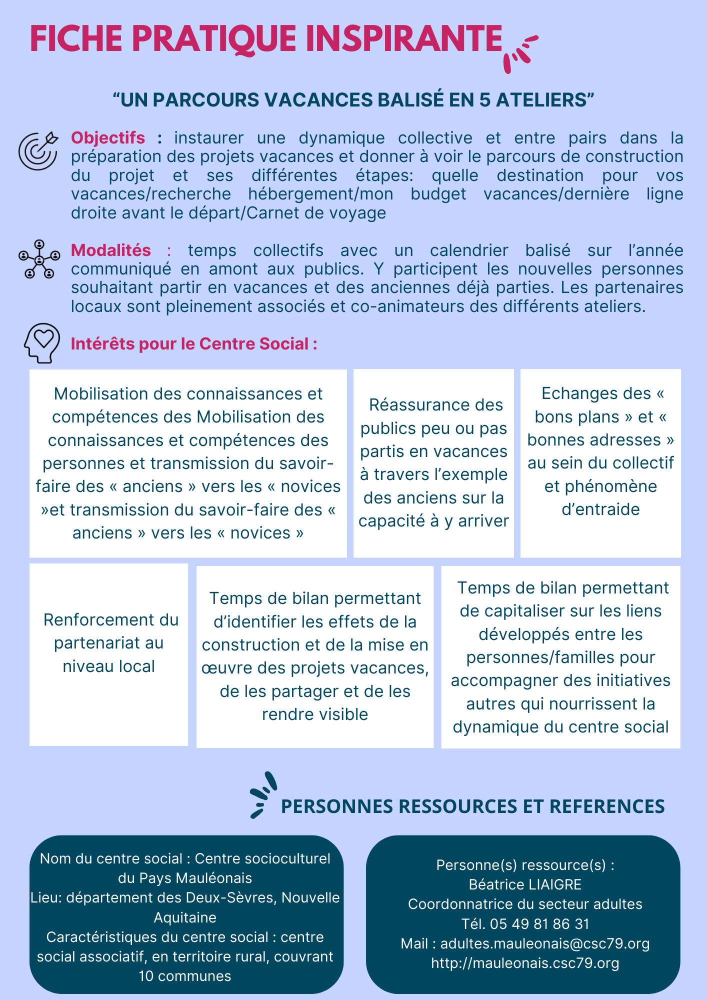 FICHE PRATIQUE INSPIRANTE
“UN PARCOURS VACANCES BALISÉ EN 5 ATELIERS”
Objectifs : instaurer une dynamique collective et entre pairs dans la
préparation des projets vacances et donner à voir le parcours de construction
du projet et ses différentes étapes: quelle destination pour vos
vacances/recherche hébergement/mon budget vacances/dernière ligne
droite avant le départ/Carnet de voyage
Modalités : temps collectifs avec un calendrier balisé sur l’année
communiqué en amont aux publics. Y participent les nouvelles personnes
souhaitant partir en vacances et des anciennes déjà parties. Les partenaires
locaux sont pleinement associés et co-animateurs des différents ateliers.
Intérêts pour le Centre Social :
Mobilisation des connaissances et
compétences des Mobilisation des
connaissances et compétences des
personnes et transmission du savoir-
faire des « anciens » vers les « novices
»et transmission du savoir-faire des «
anciens » vers les « novices »
Réassurance des
publics peu ou pas
partis en vacances
à travers l’exemple
des anciens sur la
capacité à y arriver
Echanges des «
bons plans » et «
bonnes adresses »
au sein du collectif
et phénomène
d’entraide
Renforcement du
partenariat au
niveau local
Temps de bilan permettant
d’identifier les effets de la
construction et de la mise en
œuvre des projets vacances,
de les partager et de les
rendre visible
Temps de bilan permettant
de capitaliser sur les liens
développés entre les
personnes/familles pour
accompagner des initiatives
autres qui nourrissent la
dynamique du centre social
PERSONNES RESSOURCES ET REFERENCES
Nom du centre social : Centre socioculturel
du Pays Mauléonais
Lieu: département des Deux-Sèvres, Nouvelle
Aquitaine
Caractéristiques du centre social : centre
social associatif, en territoire rural, couvrant
10 communes
Personne(s) ressource(s) :
Béatrice LIAIGRE
Coordonnatrice du secteur adultes
Tél. 05 49 81 86 31
Mail : adultes.mauleonais@csc79.org
http://mauleonais.csc79.org